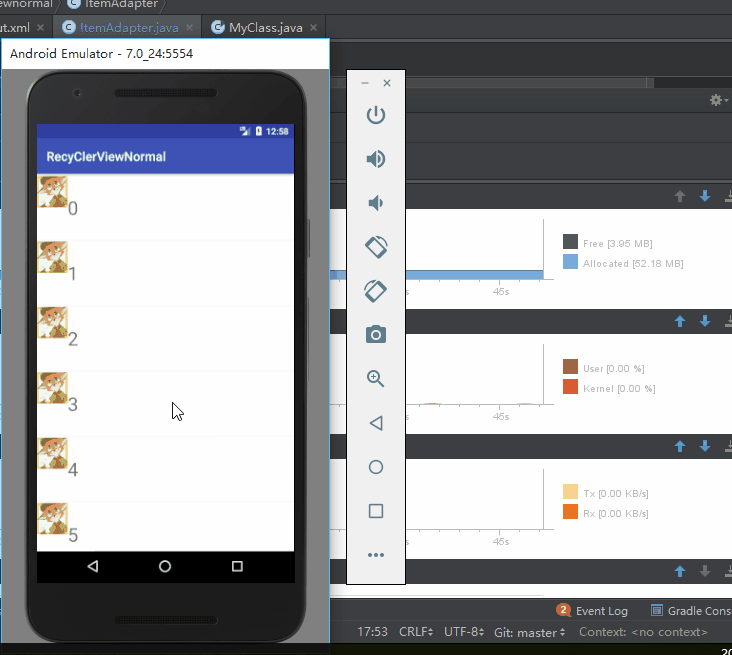 ewnormal ItemAdapter
ut.xml ItemAdapter.java MyClass.java
Android Emulator - 7.0_24:5554
12:58
RecyClerViewNormal
0
1
2
3
4
5
Free [3.95 MB]
Allocated [52.18 MB]
45s
User [0.00 %]
Kernel [0.00 %]
45s
Tx [0.00 KB/s]
Rx [0.00 KB/s]
45s
2 Event Log Gradle Cons
17:53 CRLF UTF-8 Git: master Context: <no context>
20